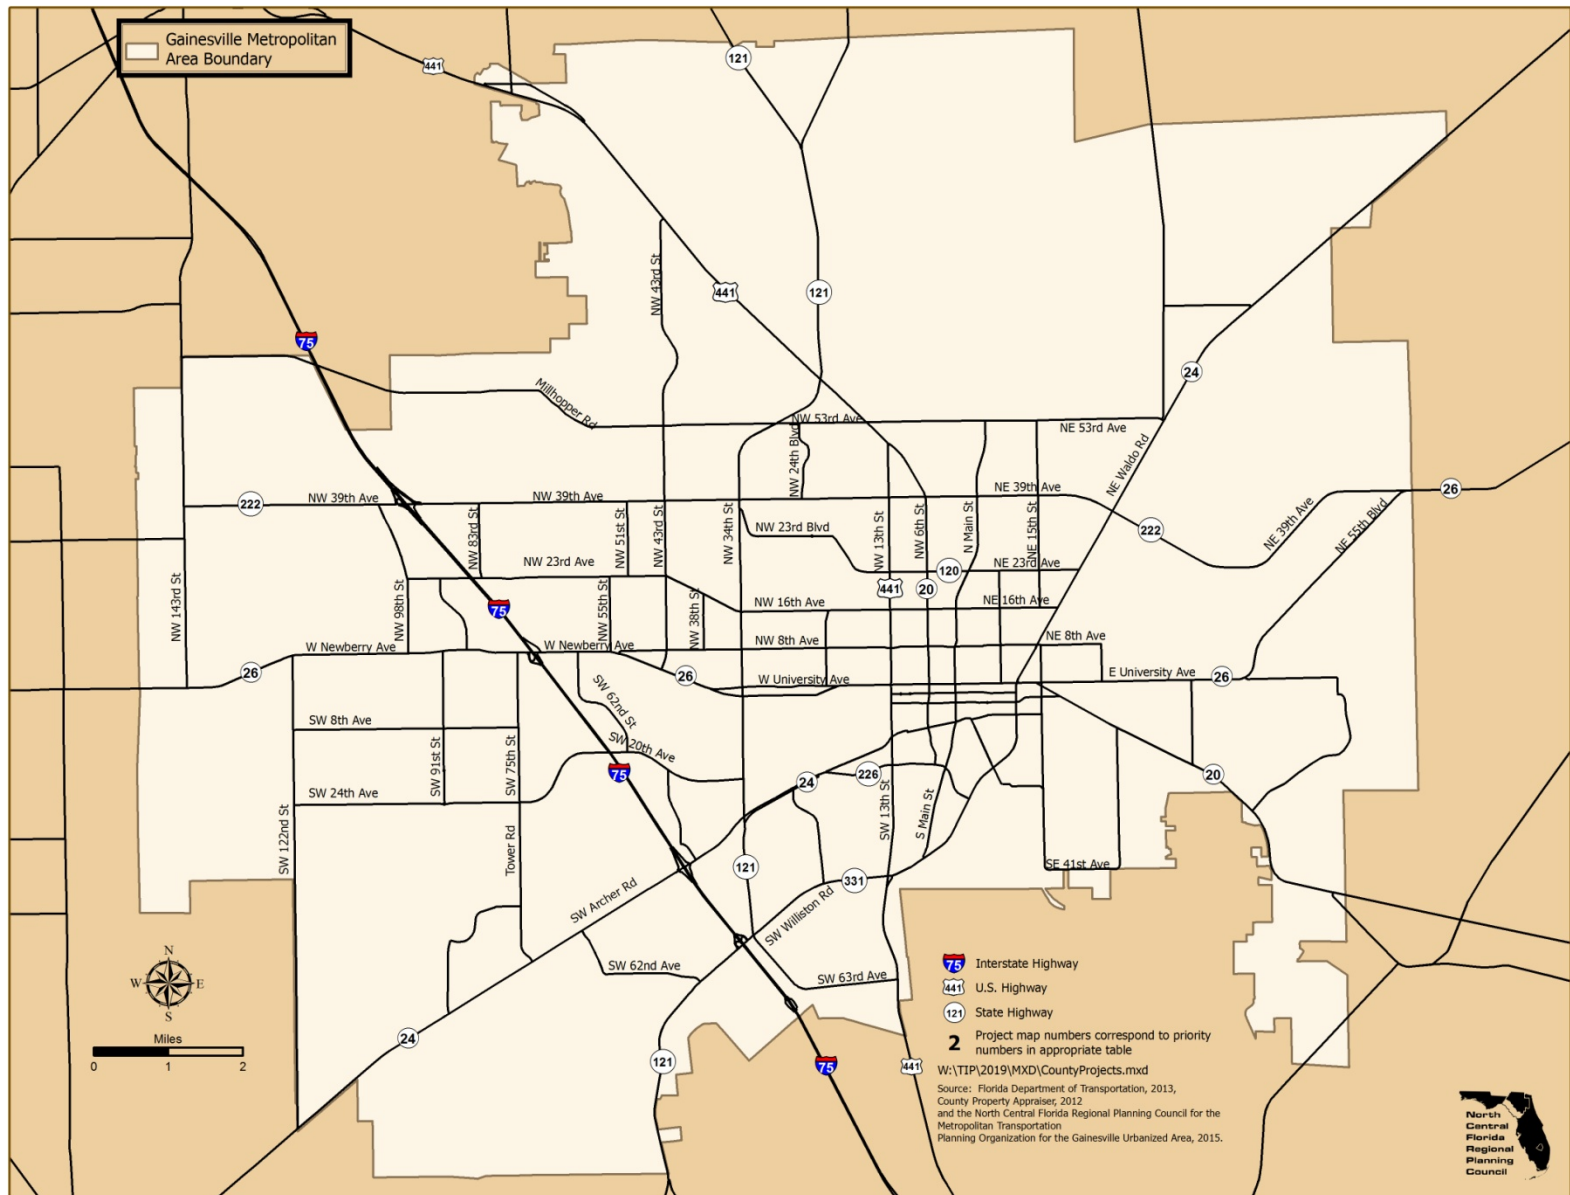 Gainesville Metropolitan
Area Boundary
441
121
NW 43rd St
441
121
75
24
Millhopper Rd
NW 53rd Ave
NE 53rd Ave
NW 24th Blvd
NE Waldo Rd
222
NW 39th Ave
NW 39th Ave
NE 39th Ave
26
NW 83rd St
NW 51st St
NW 43rd St
NW 34th St
NW 23rd Blvd
NW 13th St
NW 6th St
N Main St
NE 15th St
222
NE 39th Ave
NE 55th Blvd
NW 23rd Ave
120
NE 23rd Ave
NW 143rd St
NW 98th St
75
NW 55th St
NW 38th St
441
20
NW 16th Ave
NE 16th Ave
W Newberry Ave
W Newberry Ave
NW 8th Ave
NE 8th Ave
26
26
W University Ave
E University Ave
26
SW 62nd St
SW 8th Ave
SW 91st St
SW 75th St
SW 20th Ave
75
24
226
20
SW 24th Ave
SW 122nd St
Tower Rd
SW 13th St
S Main St
121
331
SE 41st Ave
SW Archer Rd
SW Williston Rd
SW 62nd Ave
SW 63rd Ave
24
121
75
441
N
W
E
S
Miles
0
1
2
75
Interstate Highway
441
U.S. Highway
121
State Highway
2
Project map numbers correspond to priority
numbers in appropriate table
W:\TIP\2019\MXD\CountyProjects.mxd
Source: Florida Department of Transportation, 2013,
County Property Appraiser, 2012
and the North Central Florida Regional Planning Council for the
Metropolitan Transportation
Planning Organization for the Gainesville Urbanized Area, 2015.
North
Central
Florida
Regional
Planning
Council